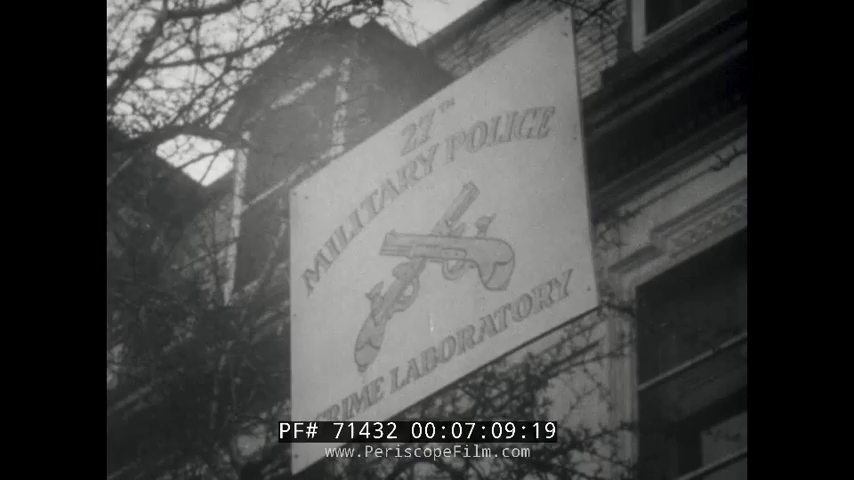 27TH
MILITARY POLICE
CRIME LABORATORY
PF# 71432 00:07:09:19
www.PeriscopeFilm.com